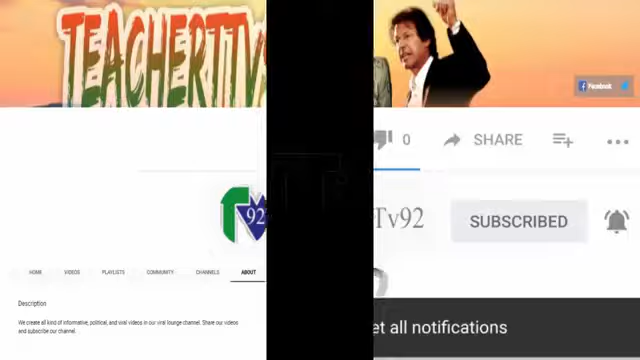 TEACHERTTV
Facebook
0 SHARE
92
Tv92 SUBSCRIBED
HOME VIDEOS PLAYLISTS COMMUNITY CHANNELS ABOUT
Description
We create all kind of informative, political, and viral videos in our viral lounge channel. Share our videos
and subscribe our channel.
et all notifications